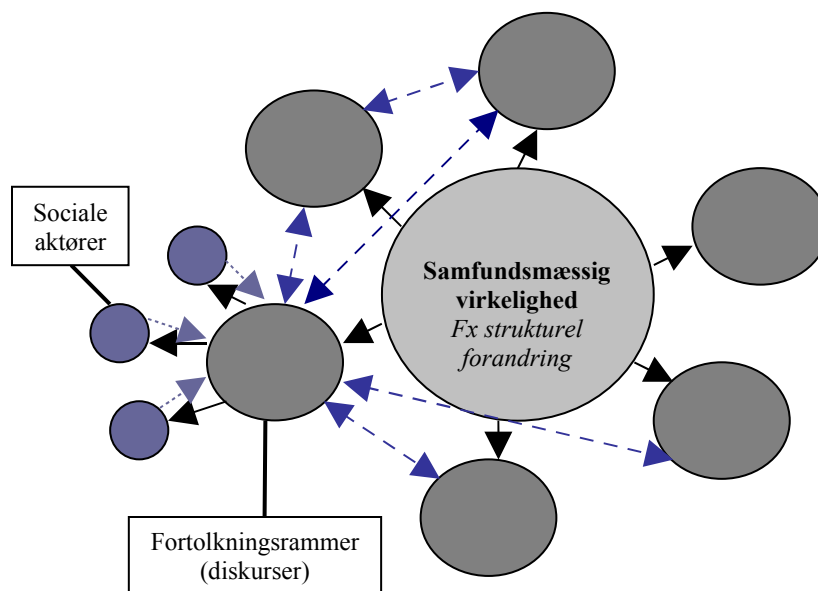 Sociale
aktører
Samfundsmæssig
virkelighed
Fx strukturel
forandring
Fortolkningsrammer
(diskurser)